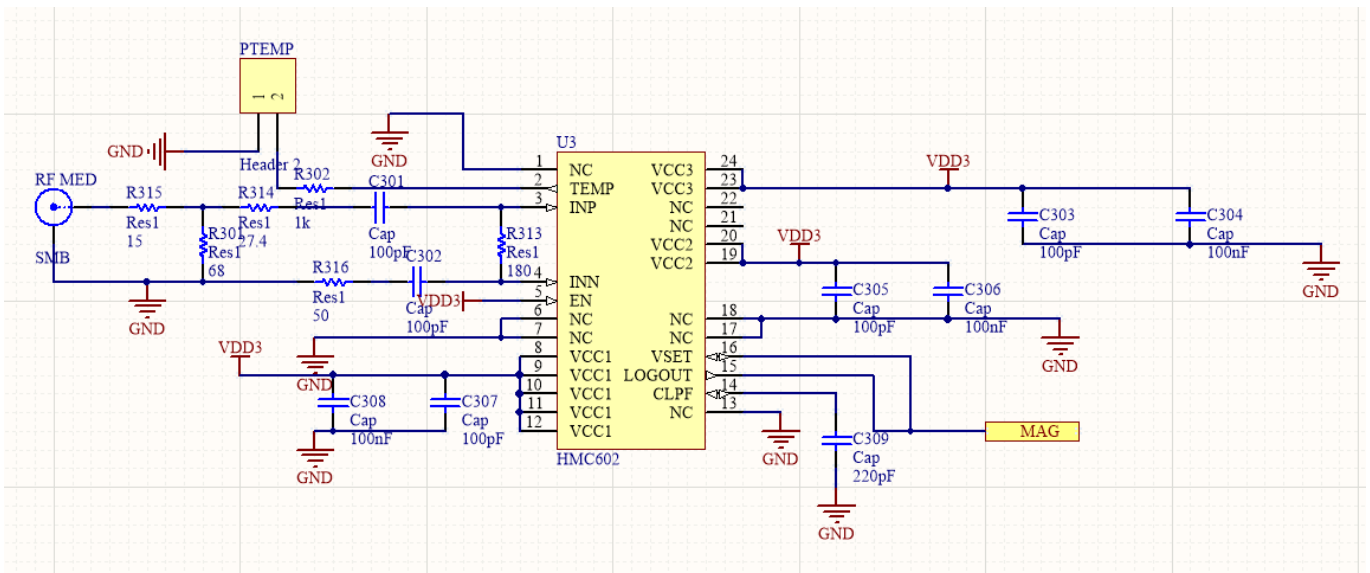 PTEMP
1 2
GND
Header 2
RF MED
SMB
R315
Res1
15
R301
Res1
68
R314
Res1
27.4
R302
Res1
1k
C301
Cap
100pF
GND
R316
Res1
50
C302
Cap
100pF
R313
Res1
180
GND
VDD3
GND
VDD3
C308
Cap
100nF
C307
Cap
100pF
GND
U3
1 NC
2 TEMP
3 INP
4 INN
5 EN
6 NC
7 NC
8 VCC1
9 VCC1
10 VCC1
11 VCC1
12 VCC1
VCC3 24
VCC3 23
NC 22
NC 21
VCC2 20
VCC2 19
NC 18
NC 17
VSET 16
LOGOUT 15
CLPF 14
NC 13
HMC602
VDD3
C303
Cap
100pF
C304
Cap
100nF
GND
VDD3
C305
Cap
100pF
C306
Cap
100nF
GND
GND
C309
Cap
220pF
GND
MAG